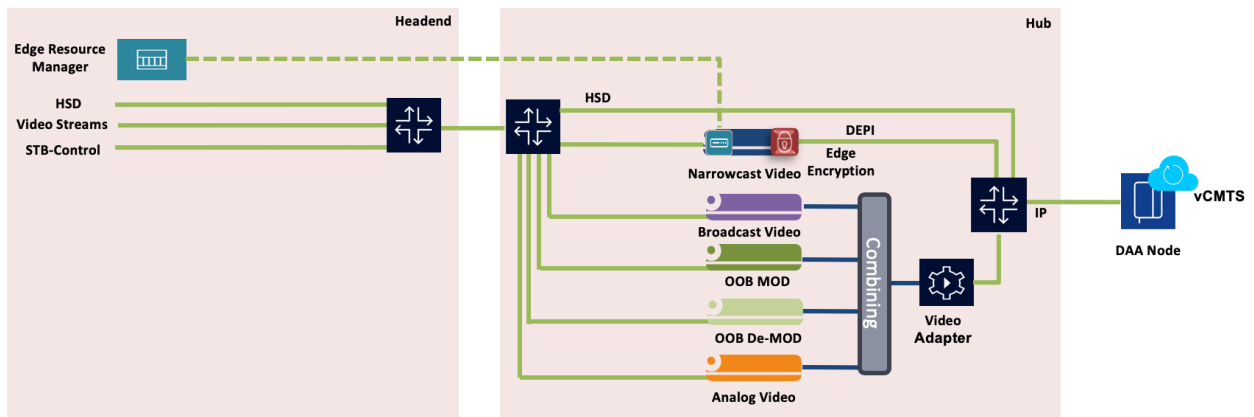 Headend
Hub
Edge Resource
Manager
HSD
Video Streams
STB-Control
HSD
DEPI
Edge
Encryption
Narrowcast Video
Broadcast Video
OOB MOD
OOB De-MOD
Analog Video
Combining
Video
Adapter
IP
vCMTS
DAA Node